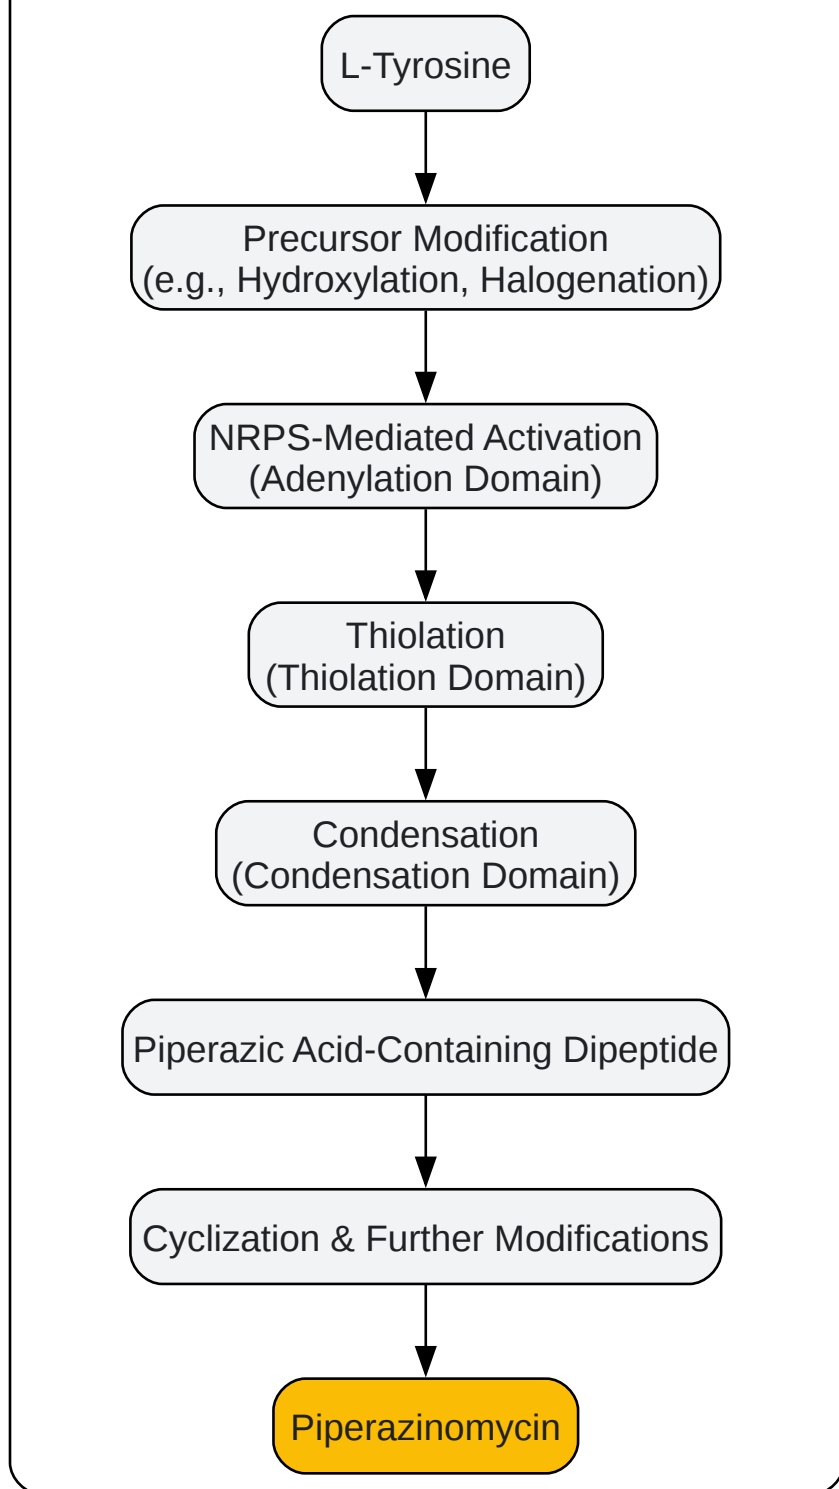 L-Tyrosine
Precursor Modification
(e.g., Hydroxylation, Halogenation)
NRPS-Mediated Activation
(Adenylation Domain)
Thiolation
(Thiolation Domain)
Condensation
(Condensation Domain)
Piperazic Acid-Containing Dipeptide
Cyclization & Further Modifications
Piperazinomycin